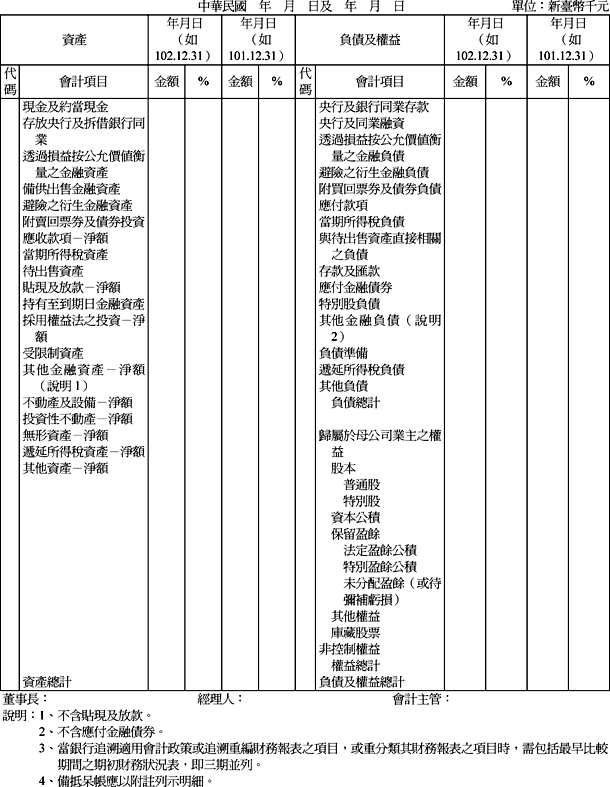 中華民國　年　月　日及　年　月　日　單位：新臺幣千元
資產
年月日
（如
102.12.31）
年月日
（如
101.12.31）
負債及權益
年月日
（如
102.12.31）
年月日
（如
101.12.31）
代
碼
會計項目
金額
%
金額
%
代
碼
會計項目
金額
%
金額
%
現金及約當現金
存放央行及拆借銀行同
業
透過損益按公允價值衡
量之金融資產
備供出售金融資產
避險之衍生金融資產
附賣回票券及債券投資
應收款項－淨額
當期所得稅資產
待出售資產
貼現及放款－淨額
持有至到期日金融資產
採用權益法之投資－淨
額
受限制資產
其他金融資產－淨額
（說明1）
不動產及設備－淨額
投資性不動產－淨額
無形資產－淨額
遞延所得稅資產－淨額
其他資產－淨額
資產總計
央行及銀行同業存款
央行及同業融資
透過損益按公允價值衡
量之金融負債
避險之衍生金融負債
附買回票券及債券負債
應付款項
當期所得稅負債
與待出售資產直接相關
之負債
存款及匯款
應付金融債券
特別股負債
其他金融負債（說明
2）
負債準備
遞延所得稅負債
其他負債
負債總計
歸屬於母公司業主之權
益
股本
普通股
特別股
資本公積
保留盈餘
法定盈餘公積
特別盈餘公積
未分配盈餘（或待
彌補虧損）
其他權益
庫藏股票
非控制權益
權益總計
負債及權益總計
董事長：　經理人：　會計主管：
說明：1、不含貼現及放款。
2、不含應付金融債券。
3、當銀行追溯適用會計政策或追溯重編財務報表之項目，或重分類其財務報表之項目時，需包括最早比較
期間之期初財務狀況表，即三期並列。
4、備抵呆帳應以附註列示明細。